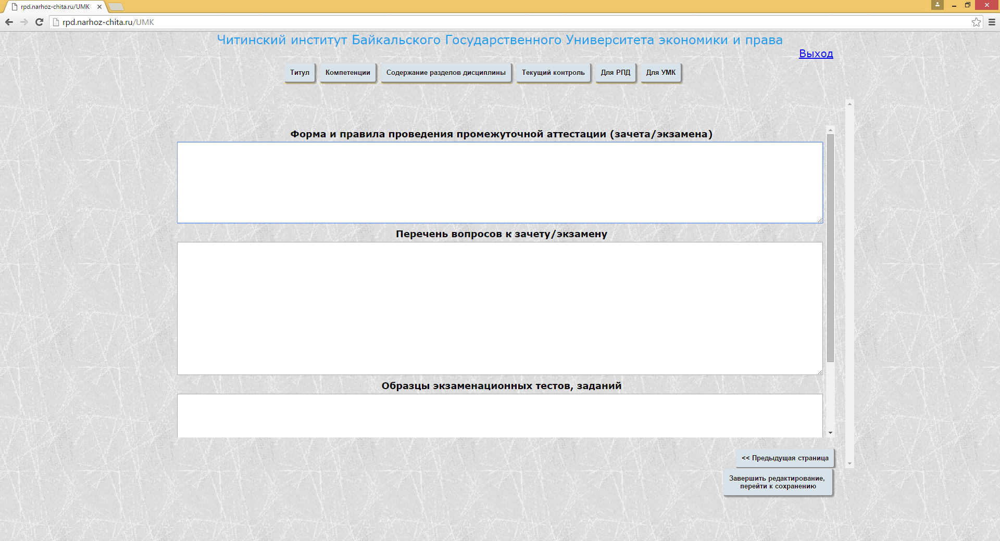 rpd.narhoz-chita.ru/UMK
rpd.narhoz-chita.ru/UMK
Читинский институт Байкальского Государственного Университета экономики и права
Выход
Титул Компетенции Содержание разделов дисциплины Текущий контроль Для РПД Для УМК
Форма и правила проведения промежуточной аттестации (зачета/экзамена)
Перечень вопросов к зачету/экзамену
Образцы экзаменационных тестов, заданий
<< Предыдущая страница
Завершить редактирование,
перейти к сохранению